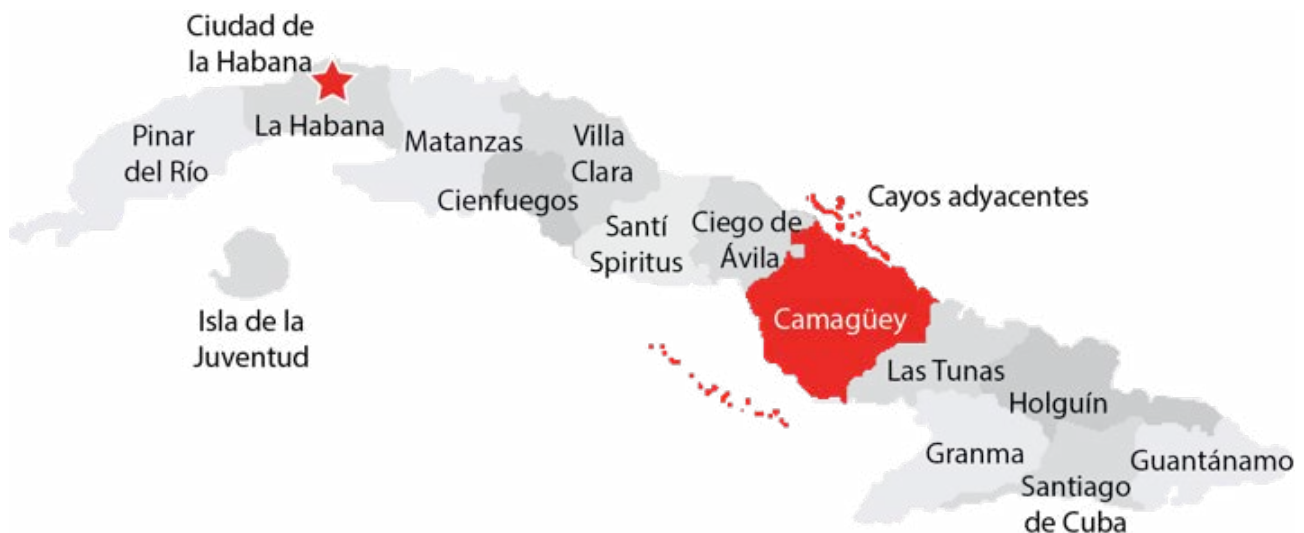 Ciudad de
la Habana
La Habana
Pinar
del Río
Matanzas
Villa
Clara
Cienfuegos
Santí
Spiritus
Ciego de
Ávila
Cayos adyacentes
Isla de la
Juventud
Camagüey
Las Tunas
Holguín
Granma
Guantánamo
Santiago
de Cuba